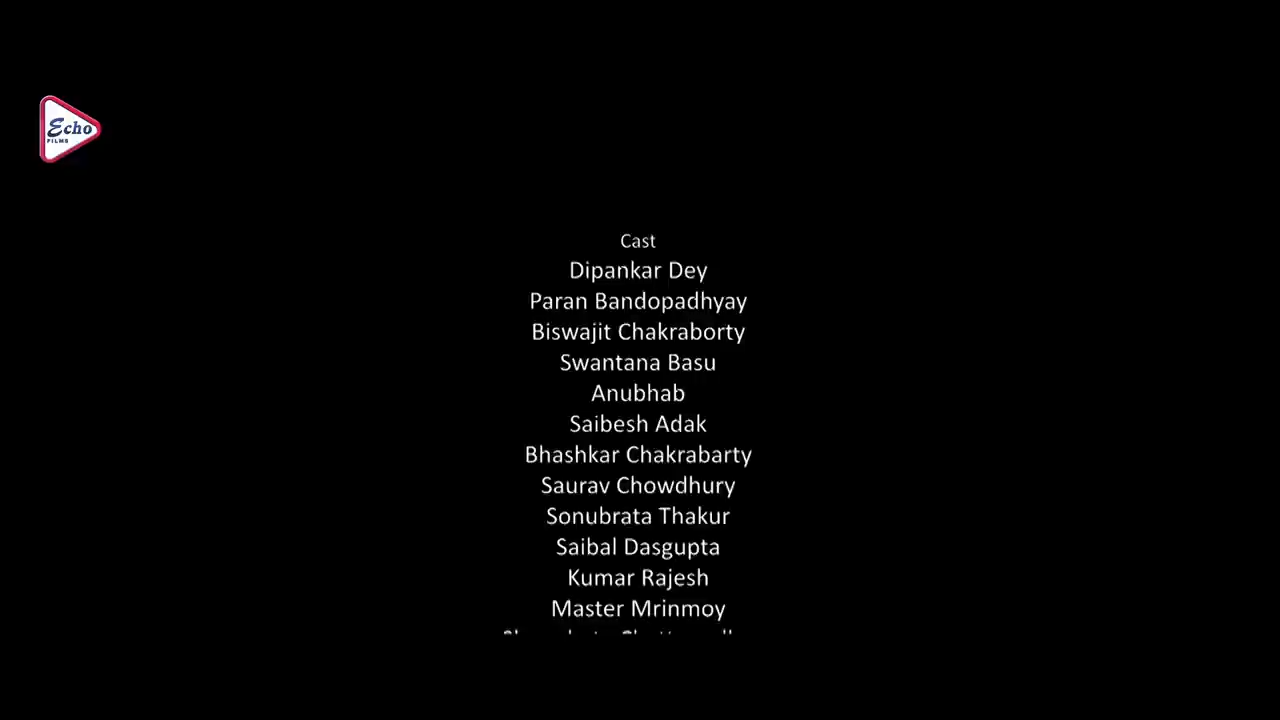 Echo
FILMS
Cast
Dipankar Dey
Paran Bandopadhyay
Biswajit Chakraborty
Swantana Basu
Anubhab
Saibesh Adak
Bhashkar Chakrabarty
Saurav Chowdhury
Sonubrata Thakur
Saibal Dasgupta
Kumar Rajesh
Master Mrinmoy